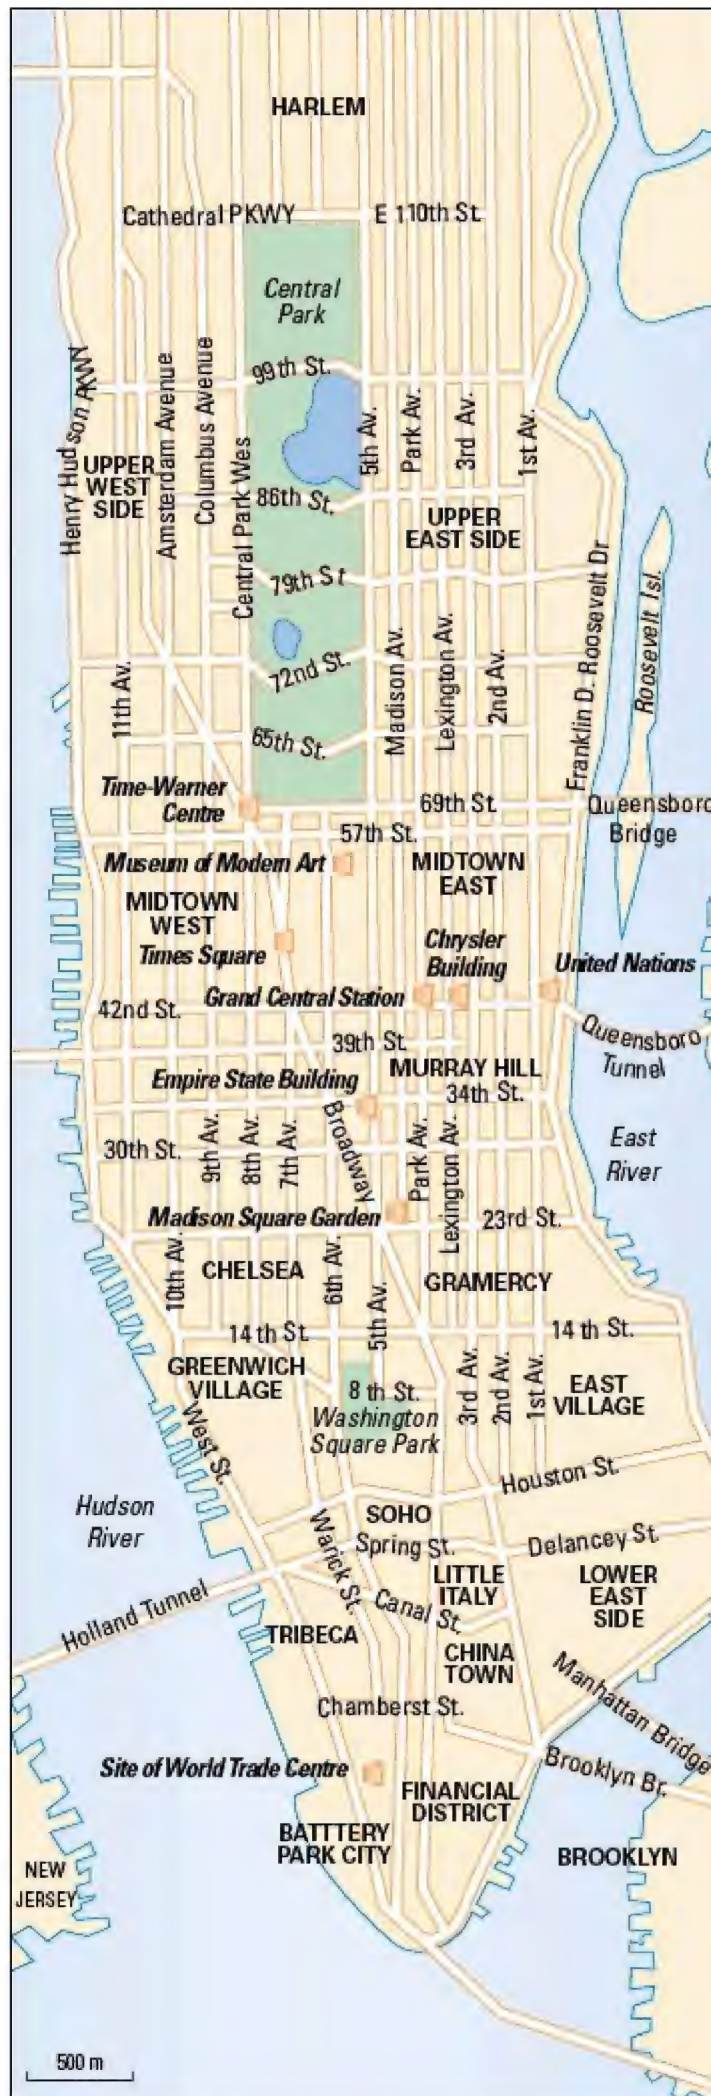 HARLEM
Cathedral PKWY
E 110th St.
Central
Park
99th St.
Henry Hudson PKWY
Amsterdam Avenue
Columbus Avenue
Central Park Wes
5th Av.
Park Av.
3rd Av.
1st Av.
UPPER
WEST
SIDE
86th St.
UPPER
EAST SIDE
79th St
Franklin D. Roosevelt Dr
Roosevelt Isl.
72nd St.
11th Av.
Madison Av.
Lexington Av.
2nd Av.
65th St.
Time-Warner
Centre
69th St.
Queensboro
Bridge
57th St.
Museum of Modern Art
MIDTOWN
EAST
MIDTOWN
WEST
Times Square
Chrysler
Building
United Nations
Grand Central Station
42nd St.
Queensboro
Tunnel
39th St.
MURRAY HILL
Empire State Building
34th St.
Broadway
30th St.
9th Av.
8th Av.
7th Av.
Park Av.
Lexington Av.
East
River
Madison Square Garden
23rd St.
10th Av.
CHELSEA
6th Av.
5th Av.
GRAMERCY
14 th St.
14 th St.
GREENWICH
VILLAGE
8 th St.
Washington
Square Park
3rd Av.
2nd Av.
1st Av.
EAST
VILLAGE
West St.
Houston St.
Hudson
River
SOHO
Warick St.
Spring St.
Delancey St.
LITTLE
ITALY
LOWER
EAST
SIDE
Holland Tunnel
Canal St.
TRIBECA
CHINA
TOWN
Manhattan Bridge
Chamberst St.
Brooklyn Br.
Site of World Trade Centre
FINANCIAL
DISTRICT
BATTTERY
PARK CITY
BROOKLYN
NEW
JERSEY
500 m